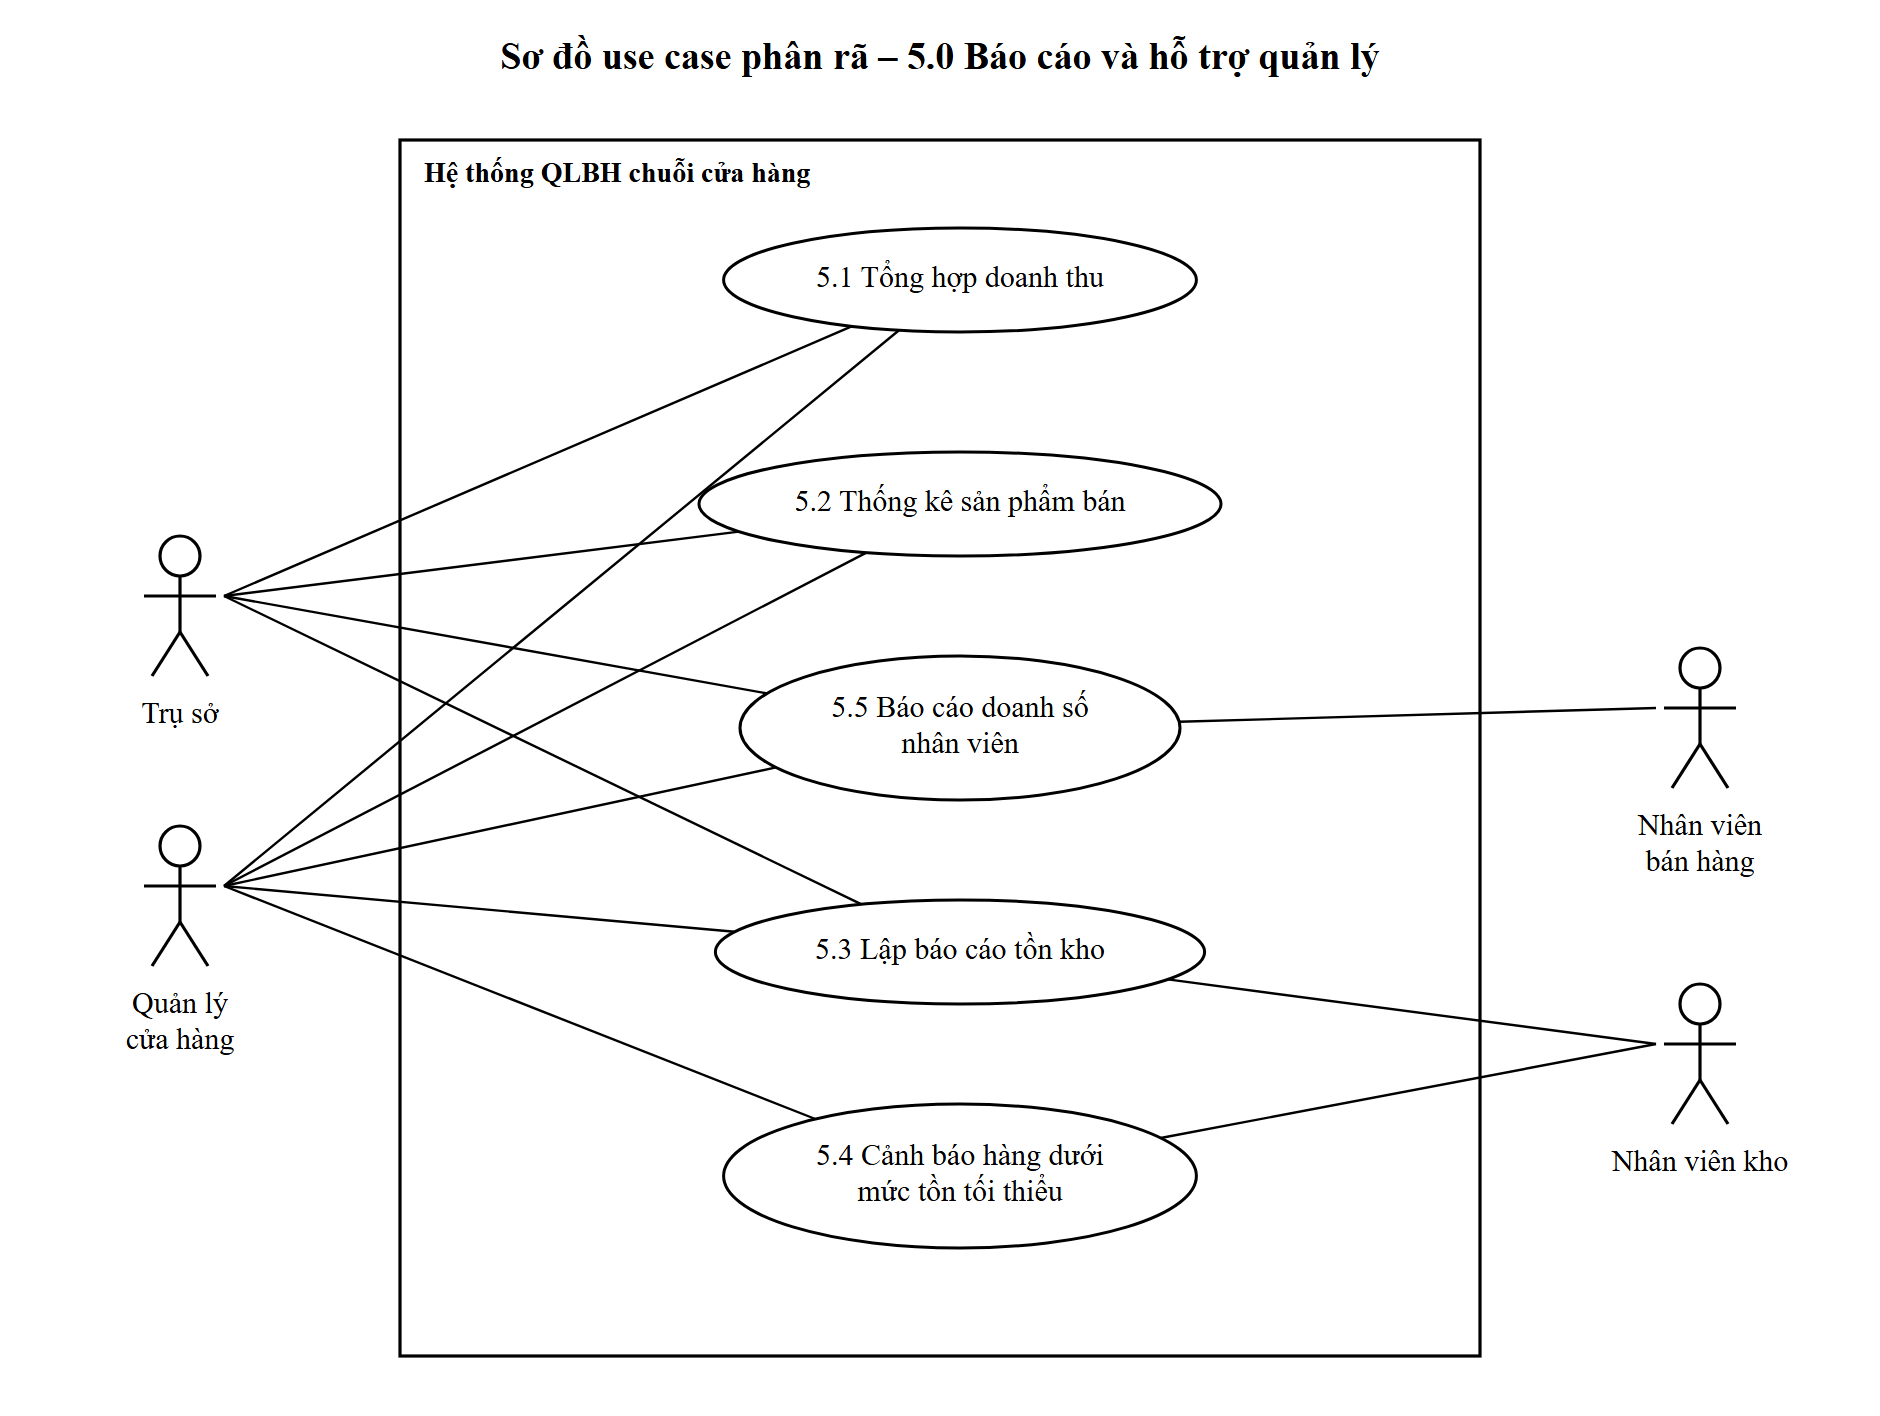 Sơ đồ use case phân rã – 5.0 Báo cáo và hỗ trợ quản lý
Hệ thống QLBH chuỗi cửa hàng
5.1 Tổng hợp doanh thu
5.2 Thống kê sản phẩm bán
5.5 Báo cáo doanh số
nhân viên
5.3 Lập báo cáo tồn kho
5.4 Cảnh báo hàng dưới
mức tồn tối thiểu
Trụ sở
Quản lý
cửa hàng
Nhân viên
bán hàng
Nhân viên kho